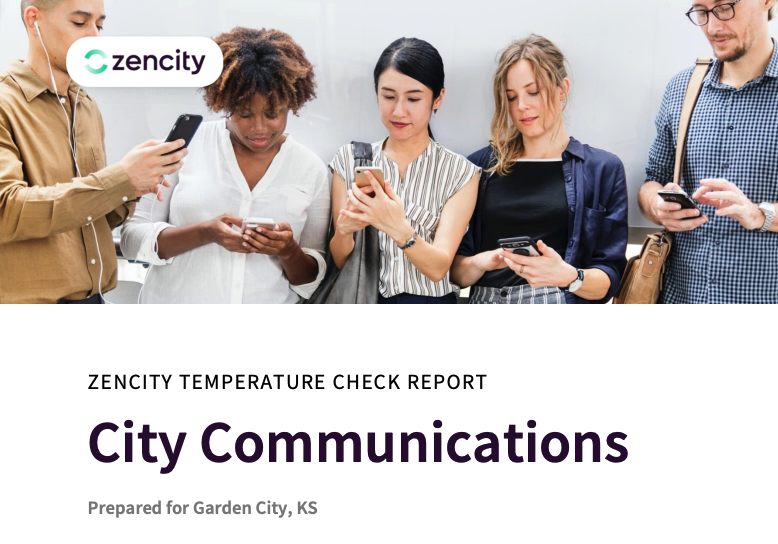 zencity
ZENCITY TEMPERATURE CHECK REPORT
City Communications
Prepared for Garden City, KS